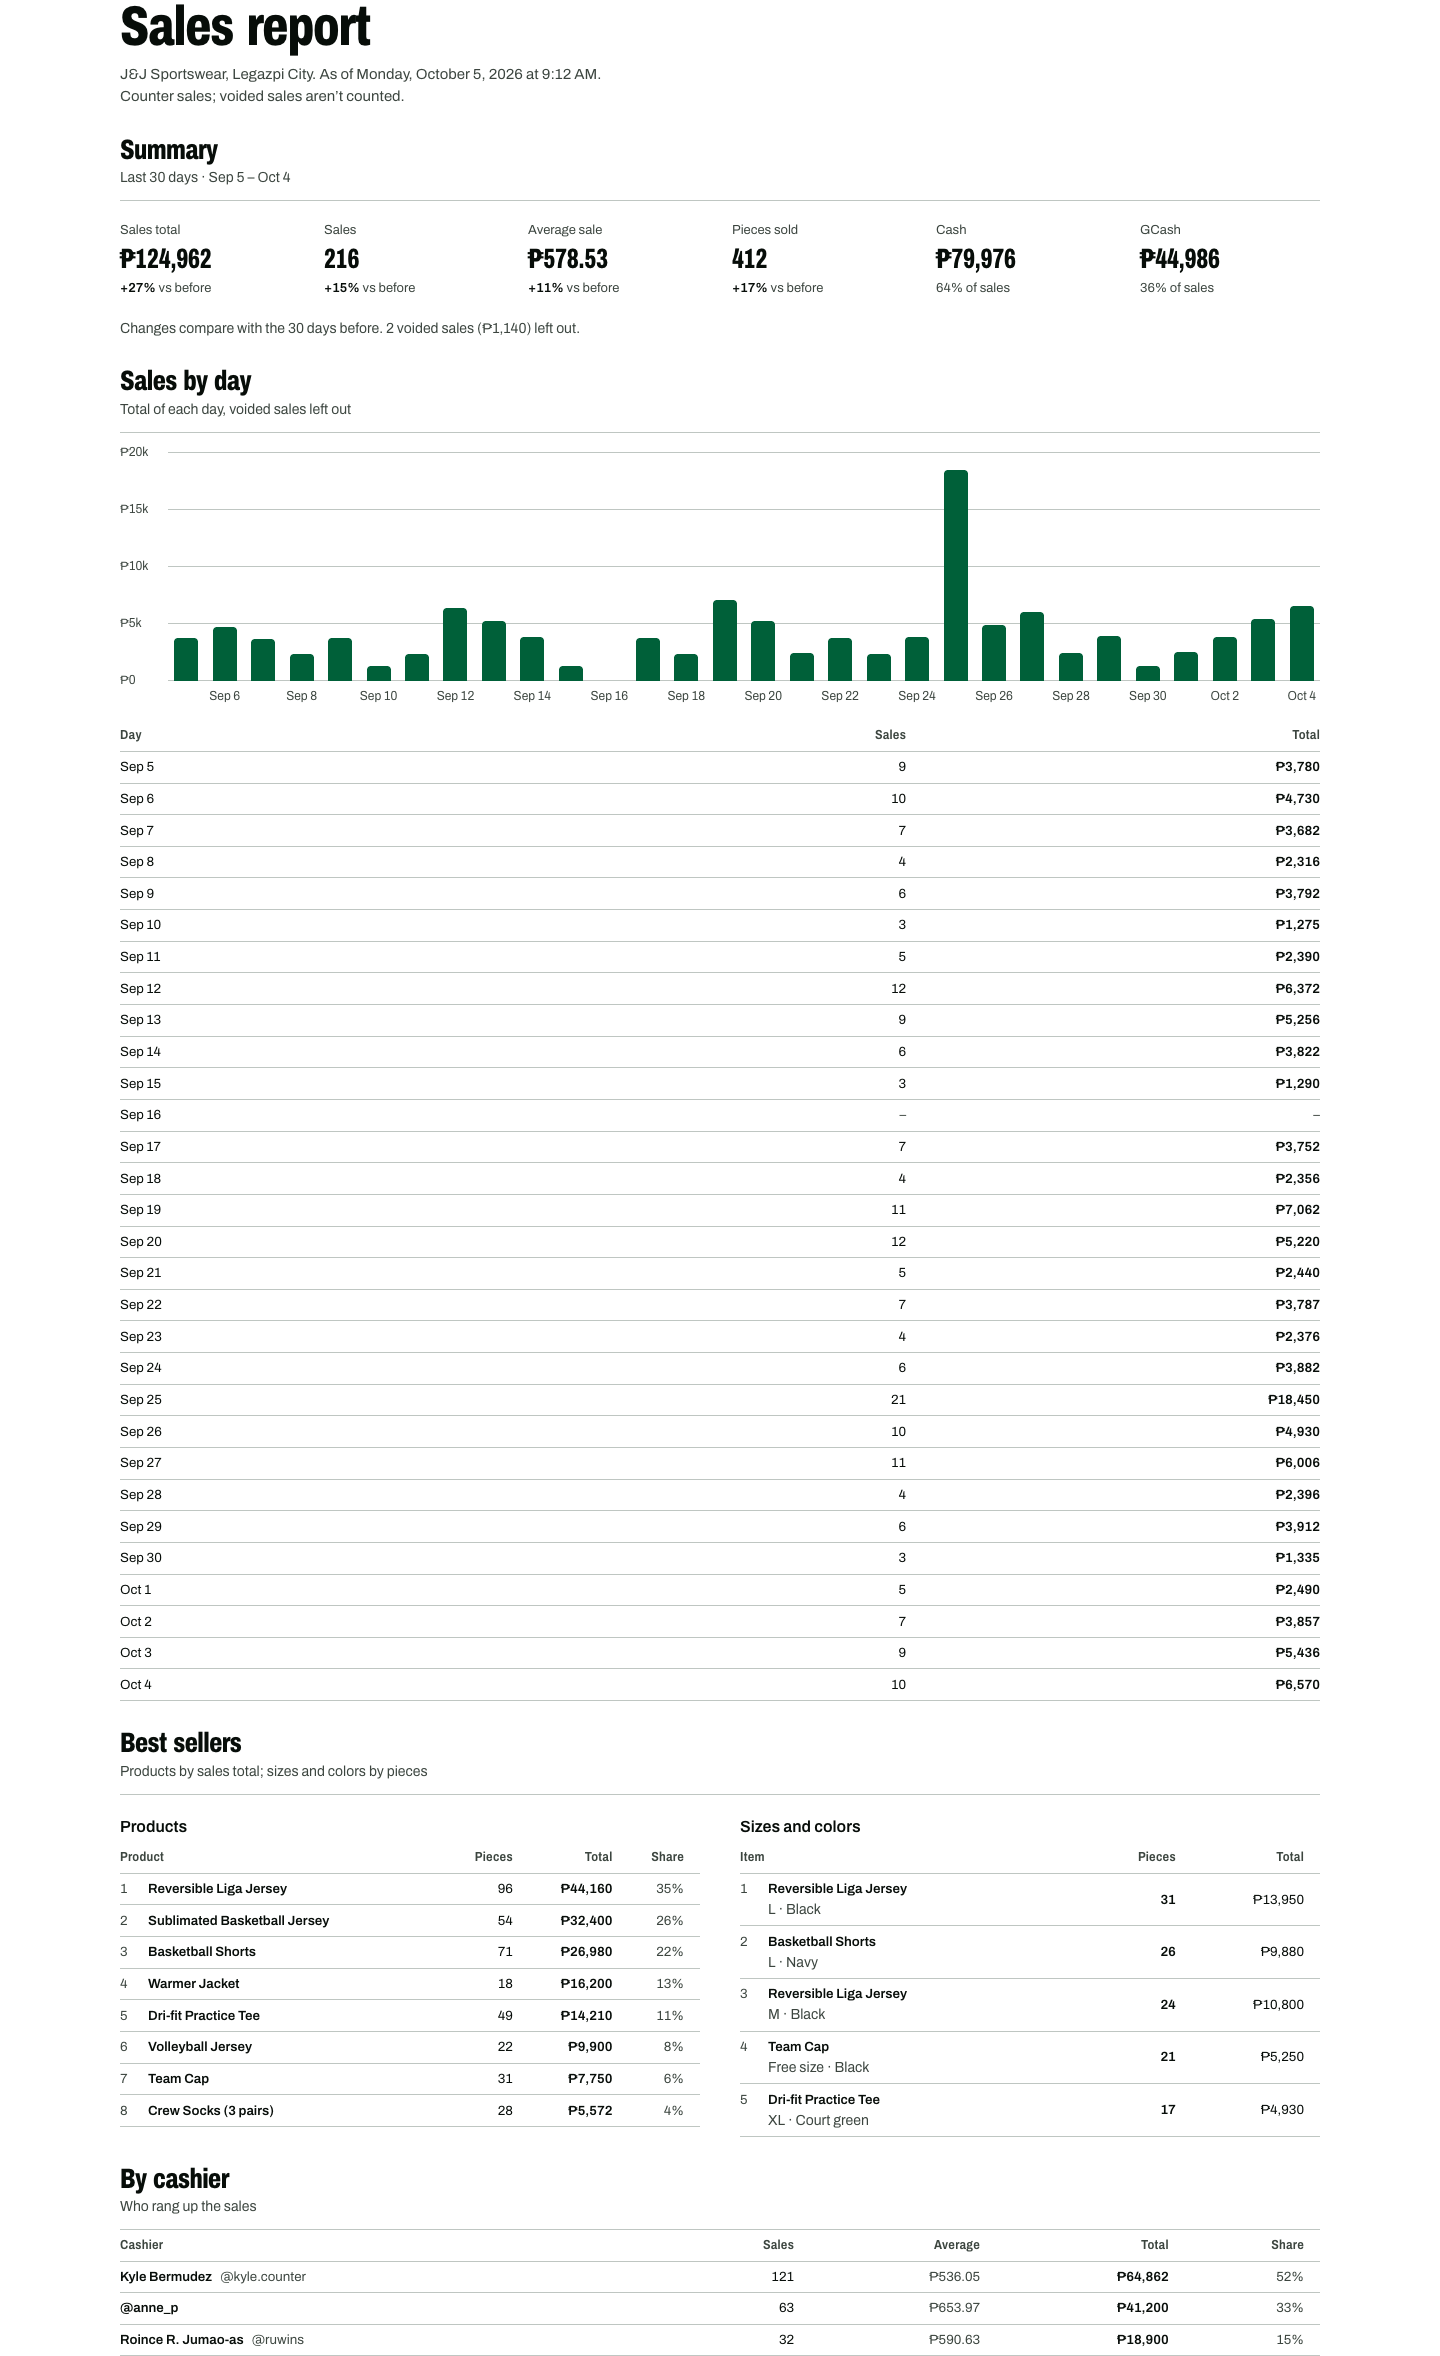 Sales report
J&J Sportswear, Legazpi City. As of Monday, October 5, 2026 at 9:12 AM.
Counter sales; voided sales aren’t counted.
Summary
Last 30 days · Sep 5 – Oct 4
Sales total Sales Average sale Pieces sold Cash GCash
₱124,962 216 ₱578.53 412 ₱79,976 ₱44,986
+27% vs before +15% vs before +11% vs before +17% vs before 64% of sales 36% of sales
Changes compare with the 30 days before. 2 voided sales (₱1,140) left out.
Sales by day
Total of each day, voided sales left out
₱20k
₱15k
₱10k
₱5k
₱0
Sep 6 Sep 8 Sep 10 Sep 12 Sep 14 Sep 16 Sep 18 Sep 20 Sep 22 Sep 24 Sep 26 Sep 28 Sep 30 Oct 2 Oct 4
Day Sales Total
Sep 5 9 ₱3,780
Sep 6 10 ₱4,730
Sep 7 7 ₱3,682
Sep 8 4 ₱2,316
Sep 9 6 ₱3,792
Sep 10 3 ₱1,275
Sep 11 5 ₱2,390
Sep 12 12 ₱6,372
Sep 13 9 ₱5,256
Sep 14 6 ₱3,822
Sep 15 3 ₱1,290
Sep 16 – –
Sep 17 7 ₱3,752
Sep 18 4 ₱2,356
Sep 19 11 ₱7,062
Sep 20 12 ₱5,220
Sep 21 5 ₱2,440
Sep 22 7 ₱3,787
Sep 23 4 ₱2,376
Sep 24 6 ₱3,882
Sep 25 21 ₱18,450
Sep 26 10 ₱4,930
Sep 27 11 ₱6,006
Sep 28 4 ₱2,396
Sep 29 6 ₱3,912
Sep 30 3 ₱1,335
Oct 1 5 ₱2,490
Oct 2 7 ₱3,857
Oct 3 9 ₱5,436
Oct 4 10 ₱6,570
Best sellers
Products by sales total; sizes and colors by pieces
Products
Product Pieces Total Share
1 Reversible Liga Jersey 96 ₱44,160 35%
2 Sublimated Basketball Jersey 54 ₱32,400 26%
3 Basketball Shorts 71 ₱26,980 22%
4 Warmer Jacket 18 ₱16,200 13%
5 Dri-fit Practice Tee 49 ₱14,210 11%
6 Volleyball Jersey 22 ₱9,900 8%
7 Team Cap 31 ₱7,750 6%
8 Crew Socks (3 pairs) 28 ₱5,572 4%
Sizes and colors
Item Pieces Total
1 Reversible Liga Jersey 31 ₱13,950
L · Black
2 Basketball Shorts 26 ₱9,880
L · Navy
3 Reversible Liga Jersey 24 ₱10,800
M · Black
4 Team Cap 21 ₱5,250
Free size · Black
5 Dri-fit Practice Tee 17 ₱4,930
XL · Court green
By cashier
Who rang up the sales
Cashier Sales Average Total Share
Kyle Bermudez @kyle.counter 121 ₱536.05 ₱64,862 52%
@anne_p 63 ₱653.97 ₱41,200 33%
Roince R. Jumao-as @ruwins 32 ₱590.63 ₱18,900 15%